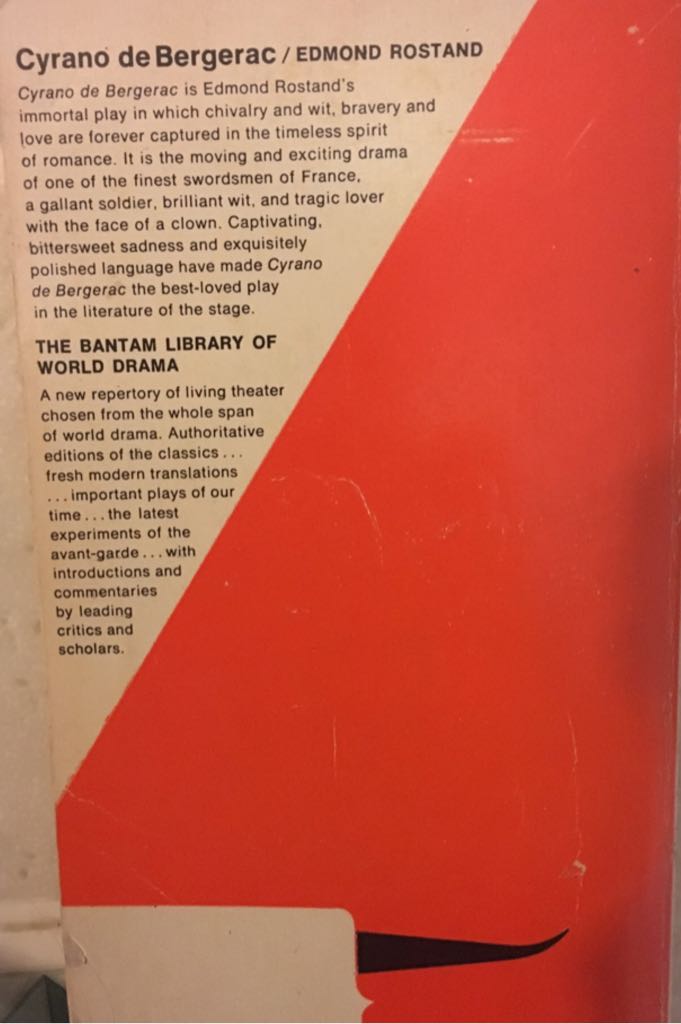 Cyrano de Bergerac / EDMOND ROSTAND
Cyrano de Bergerac is Edmond Rostand's
immortal play in which chivalry and wit, bravery and
love are forever captured in the timeless spirit
of romance. It is the moving and exciting drama
of one of the finest swordsmen of France,
a gallant soldier, brilliant wit, and tragic lover
with the face of a clown. Captivating,
bittersweet sadness and exquisitely
polished language have made Cyrano
de Bergerac the best-loved play
in the literature of the stage.
THE BANTAM LIBRARY OF
WORLD DRAMA
A new repertory of living theater
chosen from the whole span
of world drama. Authoritative
editions of the classics...
fresh modern translations
...important plays of our
time...the latest
experiments of the
avant-garde...with
introductions and
commentaries
by leading
critics and
scholars.